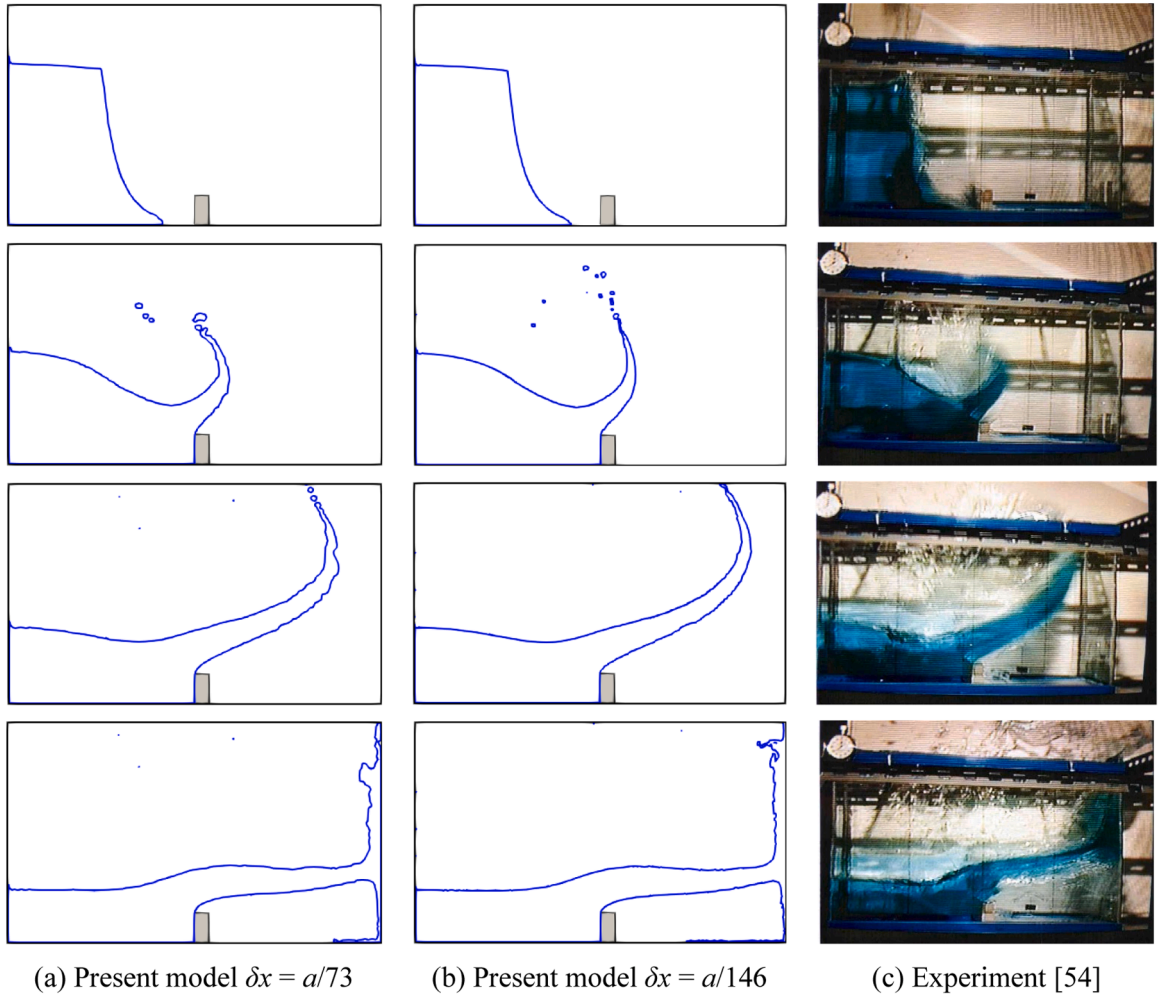 (a) Present model δx = a/73
(b) Present model δx = a/146
(c) Experiment [54]